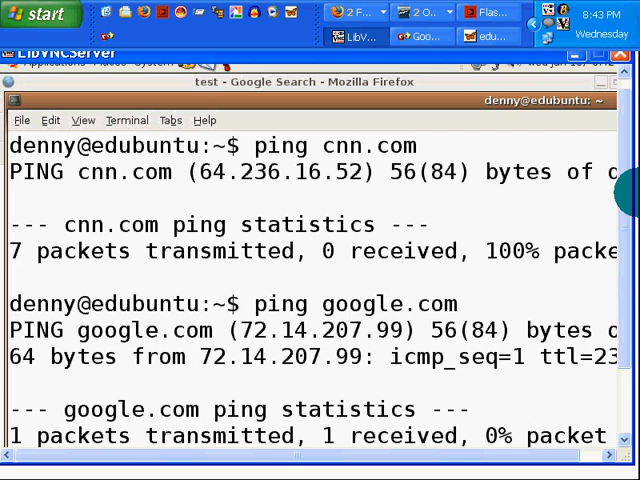 start
2 F...
2 O..
Flas...
8:43 PM
LibV...
Goo...
edu...
Wednesday
LibVNCServer
test - Google Search - Mozilla Firefox
denny@edubuntu: ~
File Edit View Terminal Tabs Help
denny@edubuntu:~$ ping cnn.com
PING cnn.com (64.236.16.52) 56(84) bytes of d
--- cnn.com ping statistics ---
7 packets transmitted, 0 received, 100% packe
denny@edubuntu:~$ ping google.com
PING google.com (72.14.207.99) 56(84) bytes o
64 bytes from 72.14.207.99: icmp_seq=1 ttl=23
--- google.com ping statistics ---
1 packets transmitted, 1 received, 0% packet